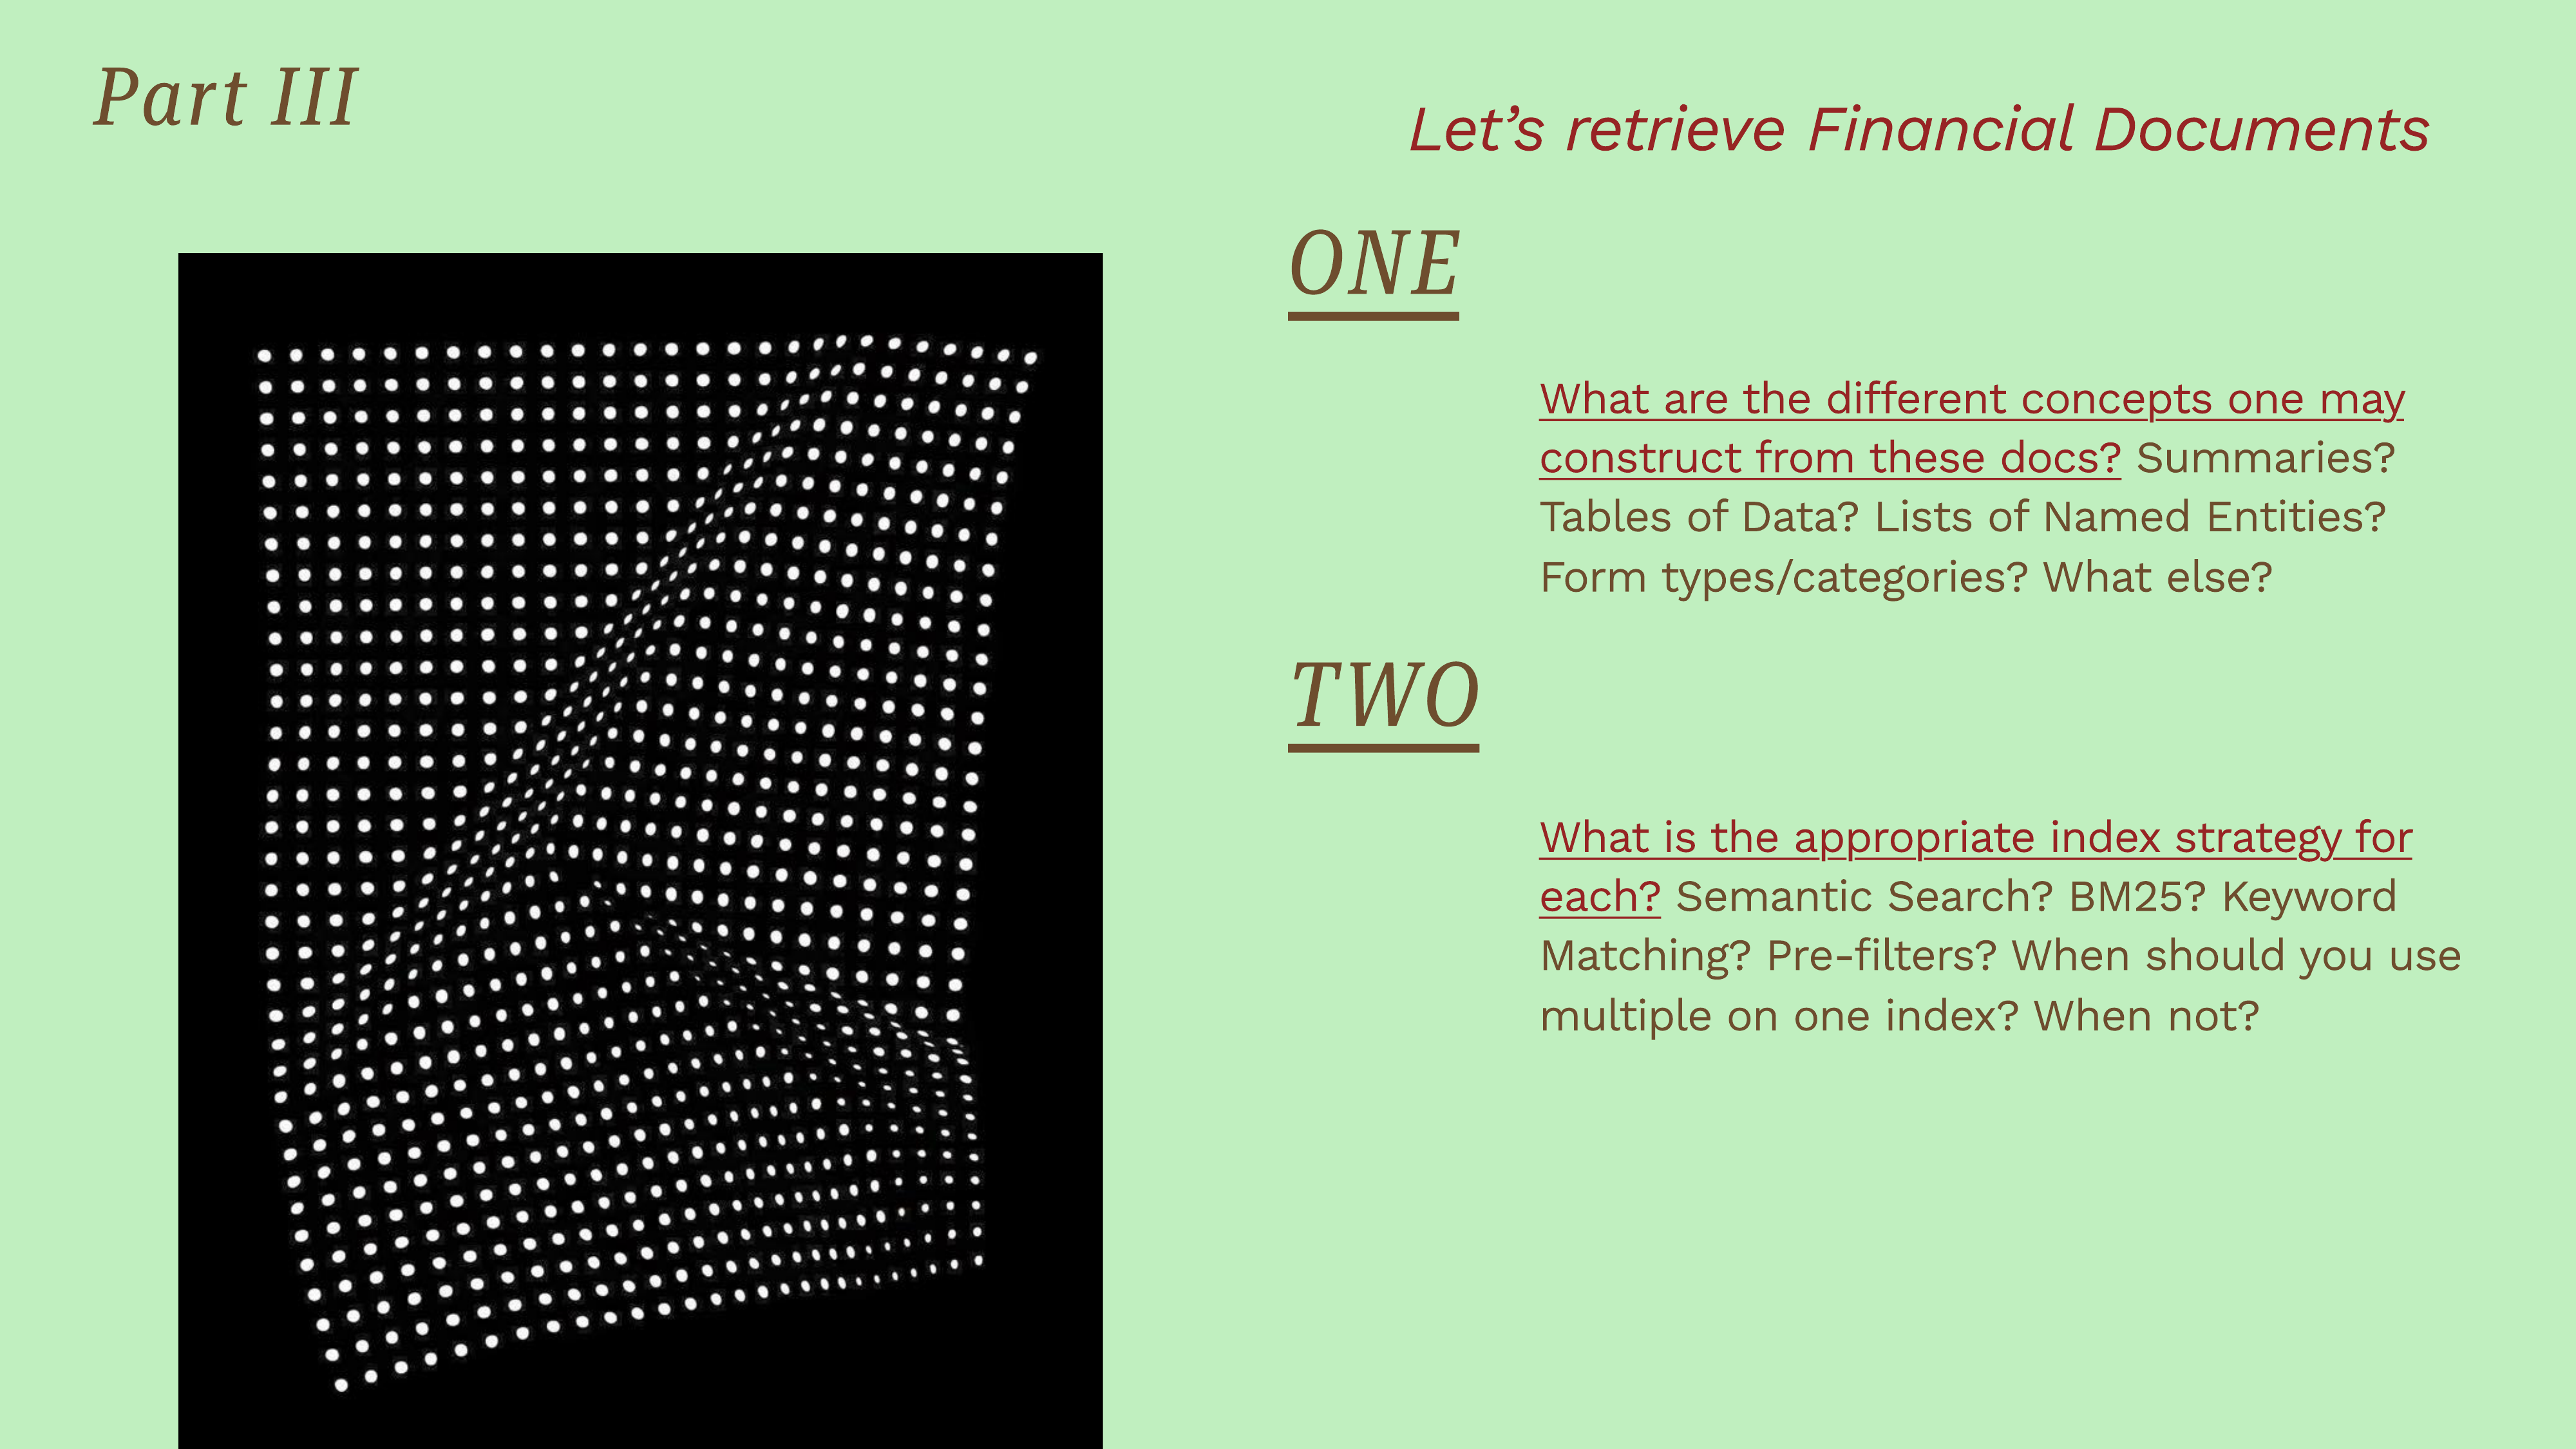 Part III
Let’s retrieve Financial Documents
ONE
What are the different concepts one may
construct from these docs? Summaries?
Tables of Data? Lists of Named Entities?
Form types/categories? What else?
TWO
What is the appropriate index strategy for
each? Semantic Search? BM25? Keyword
Matching? Pre-filters? When should you use
multiple on one index? When not?